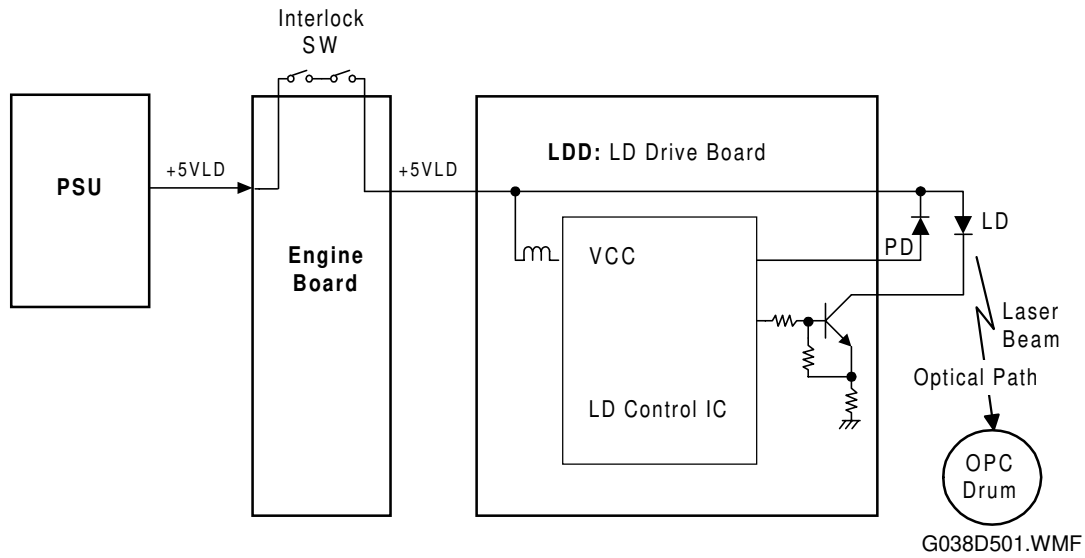 Interlock
SW
PSU
+5VLD
Engine
Board
+5VLD
LDD: LD Drive Board
VCC
PD
LD
LD Control IC
Laser
Beam
Optical Path
OPC
Drum
G038D501.WMF